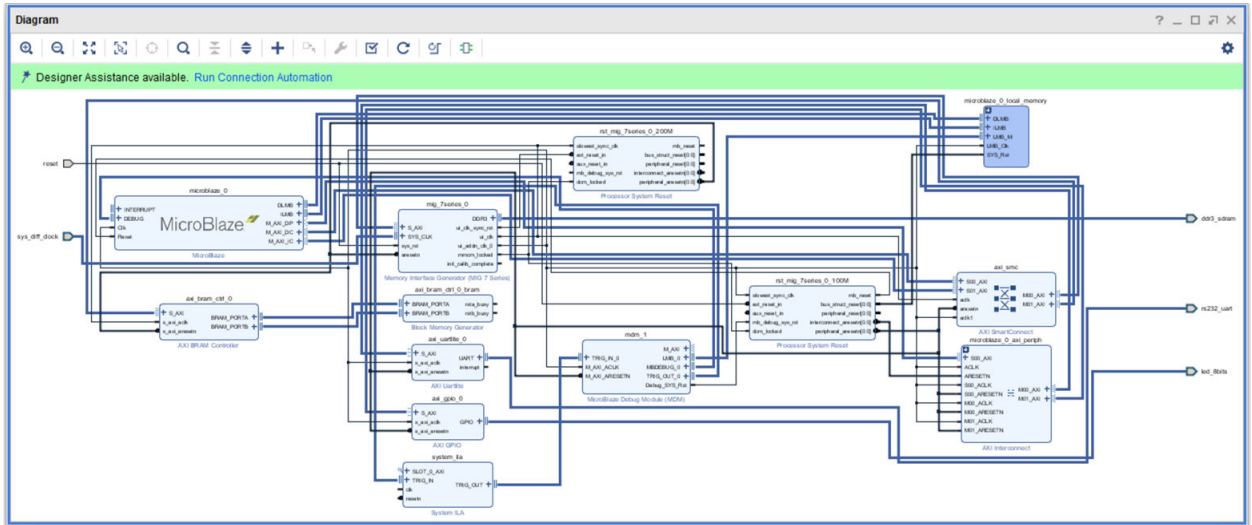 Diagram
Designer Assistance available. Run Connection Automation
microblaze_0_local_memory
DLMB
ILMB
LMB_M
LMB_Clk
SYS_Rst
rst_mig_7series_0_200M
slowest_sync_clk
ext_reset_in
aux_reset_in
mb_debug_sys_rst
dcm_locked
mb_reset
bus_struct_reset[0:0]
peripheral_reset[0:0]
interconnect_aresetn[0:0]
peripheral_aresetn[0:0]
Processor System Reset
reset
sys_diff_clock
microblaze_0
INTERRUPT
DEBUG
Clk
Reset
MicroBlaze
DLMB
ILMB
M_AXI_DP
M_AXI_DC
M_AXI_IC
MicroBlaze
mig_7series_0
S_AXI
SYS_CLK
sys_rst
aresetn
DDR3
ui_clk_sync_rst
ui_clk
ui_addn_clk_0
mmcm_locked
init_calib_complete
Memory Interface Generator (MIG 7 Series)
ddr3_sdram
axi_bram_ctrl_0
S_AXI
s_axi_aclk
s_axi_aresetn
BRAM_PORTA
BRAM_PORTB
AXI BRAM Controller
axi_bram_ctrl_0_bram
BRAM_PORTA
BRAM_PORTB
rsta_busy
rstb_busy
Block Memory Generator
rst_mig_7series_0_100M
slowest_sync_clk
ext_reset_in
aux_reset_in
mb_debug_sys_rst
dcm_locked
mb_reset
bus_struct_reset[0:0]
peripheral_reset[0:0]
interconnect_aresetn[0:0]
peripheral_aresetn[0:0]
Processor System Reset
axi_smc
S00_AXI
S01_AXI
aclk
aresetn
aclk1
M00_AXI
M01_AXI
AXI SmartConnect
rs232_uart
axi_uartlite_0
S_AXI
s_axi_aclk
s_axi_aresetn
UART
interrupt
AXI Uartlite
mdm_1
TRIG_IN_0
M_AXI_ACLK
M_AXI_ARESETN
M_AXI
LMB_0
MBDEBUG_0
TRIG_OUT_0
Debug_SYS_Rst
MicroBlaze Debug Module (MDM)
microblaze_0_axi_periph
S00_AXI
ACLK
ARESETN
S00_ACLK
S00_ARESETN
M00_ACLK
M00_ARESETN
M01_ACLK
M01_ARESETN
M00_AXI
M01_AXI
AXI Interconnect
led_8bits
axi_gpio_0
S_AXI
s_axi_aclk
s_axi_aresetn
GPIO
AXI GPIO
system_ila
SLOT_0_AXI
TRIG_IN
clk
resetn
TRIG_OUT
System ILA